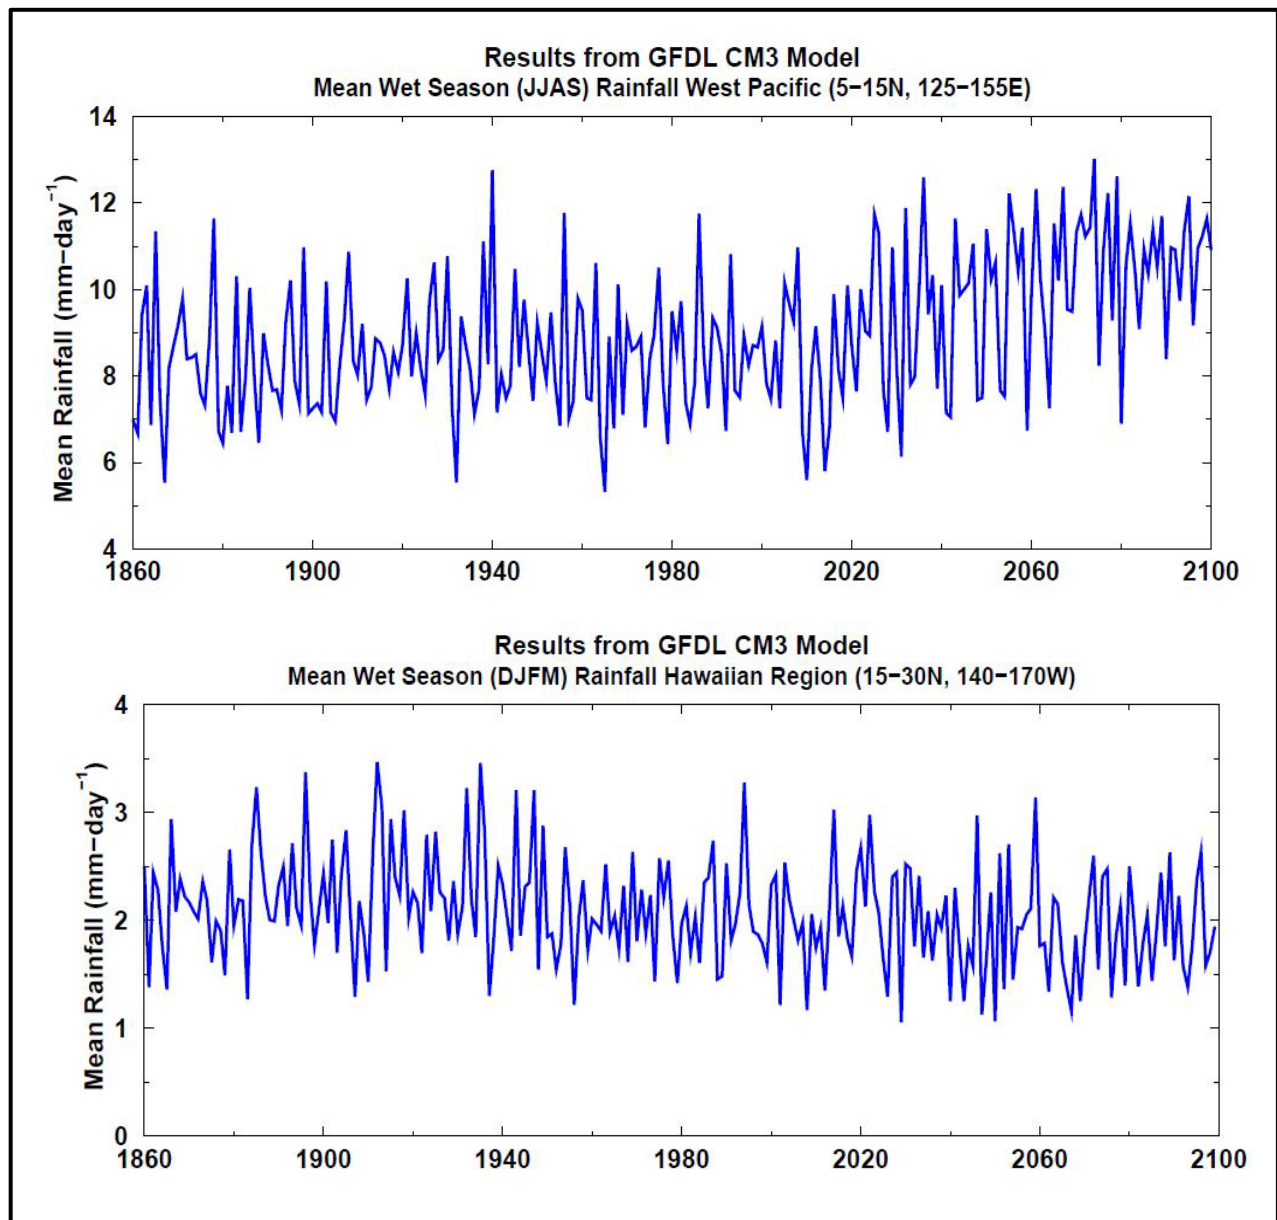 Results from GFDL CM3 Model
Mean Wet Season (JJAS) Rainfall West Pacific (5−15N, 125−155E)
Mean Rainfall (mm−day⁻¹)
14
12
10
8
6
4
1860 1900 1940 1980 2020 2060 2100
Results from GFDL CM3 Model
Mean Wet Season (DJFM) Rainfall Hawaiian Region (15−30N, 140−170W)
Mean Rainfall (mm−day⁻¹)
4
3
2
1
0
1860 1900 1940 1980 2020 2060 2100